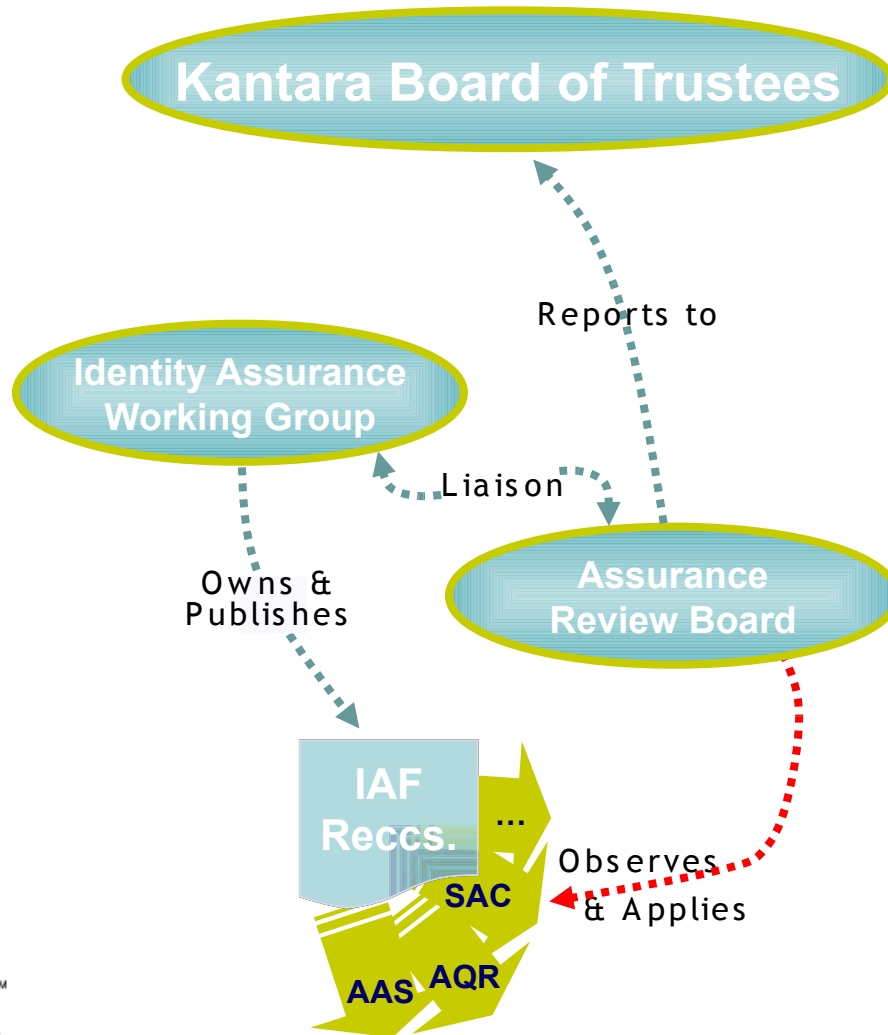 Kantara Board of Trustees
Reports to
Identity Assurance
Working Group
Liaison
Owns &
Publishes
Assurance
Review Board
IAF
Reccs.
...
Observes
& Applies
SAC
AQR
AAS
TM